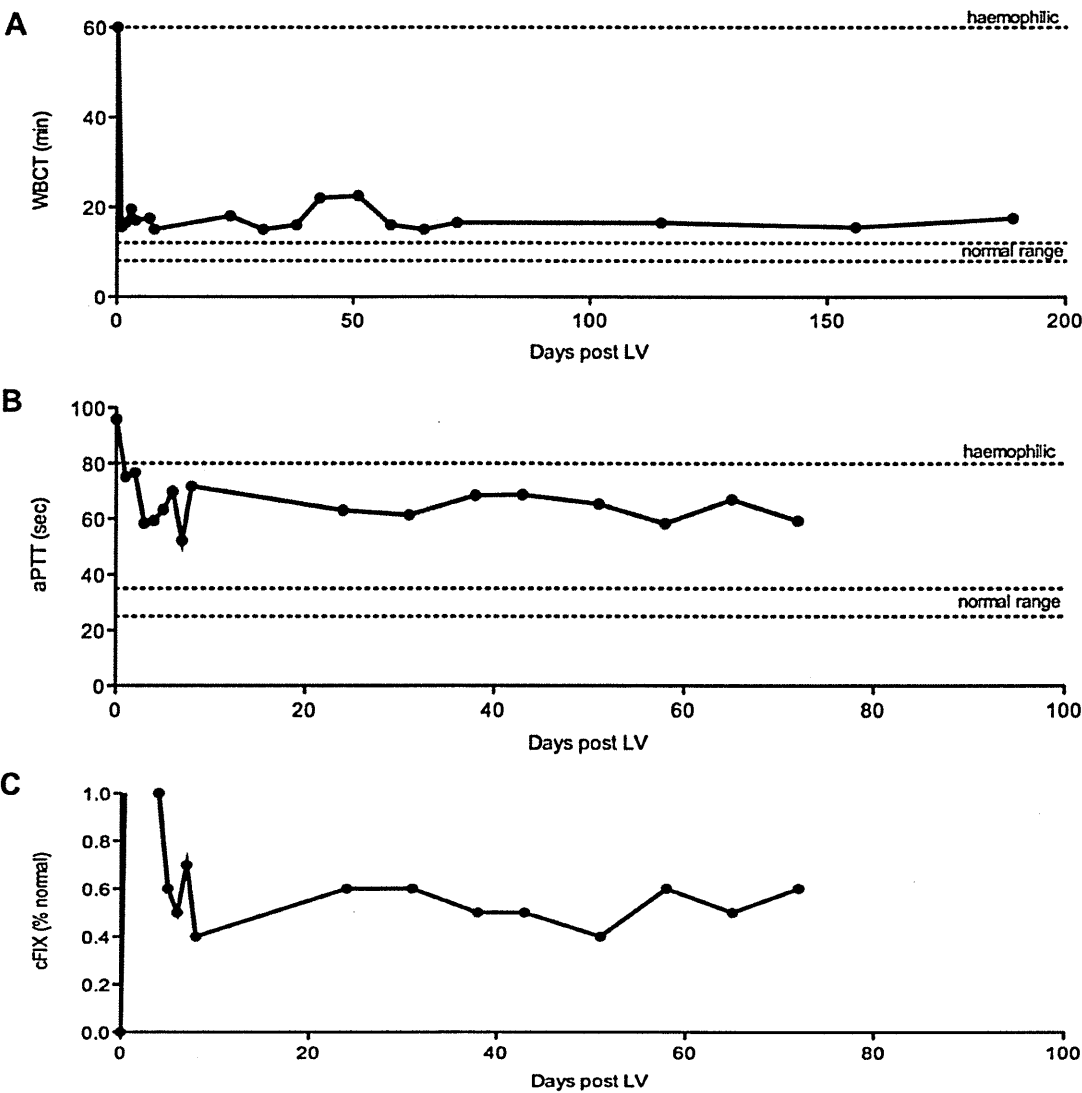 A
haemophilic
60
40
20
0
WBCT (min)
normal range
0 50 100 150 200
Days post LV
B
100
80
60
40
20
0
aPTT (sec)
haemophilic
normal range
0 20 40 60 80 100
Days post LV
C
1.0
0.8
0.6
0.4
0.2
0.0
cFIX (% normal)
0 20 40 60 80 100
Days post LV